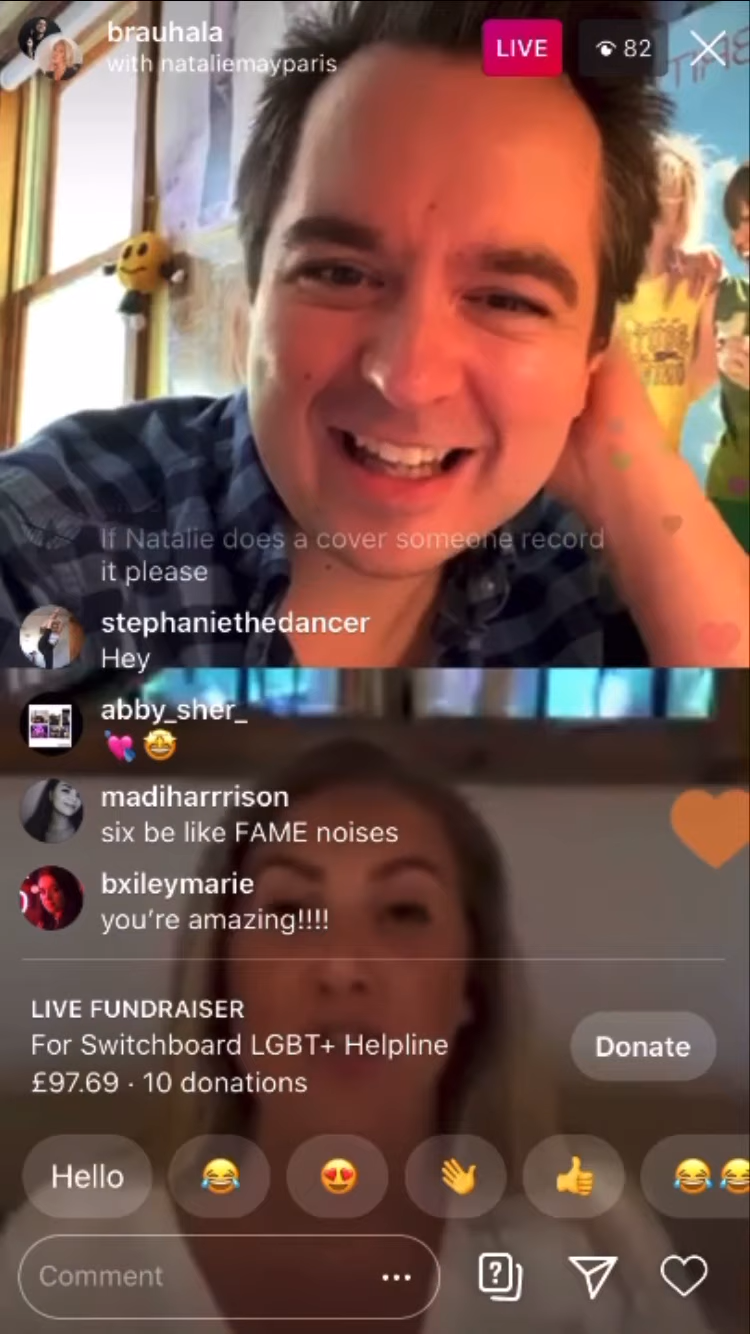 brauhala
with nataliemayparis
LIVE
82
TIME
If Natalie does a cover someone record
it please
stephaniethedancer
Hey
abby_sher_
💘 🤩
madiharrrison
six be like FAME noises
bxileymarie
you're amazing!!!!
LIVE FUNDRAISER
For Switchboard LGBT+ Helpline
£97.69 · 10 donations
Donate
Hello
😂
😍
👋
👍
😂😂
Comment